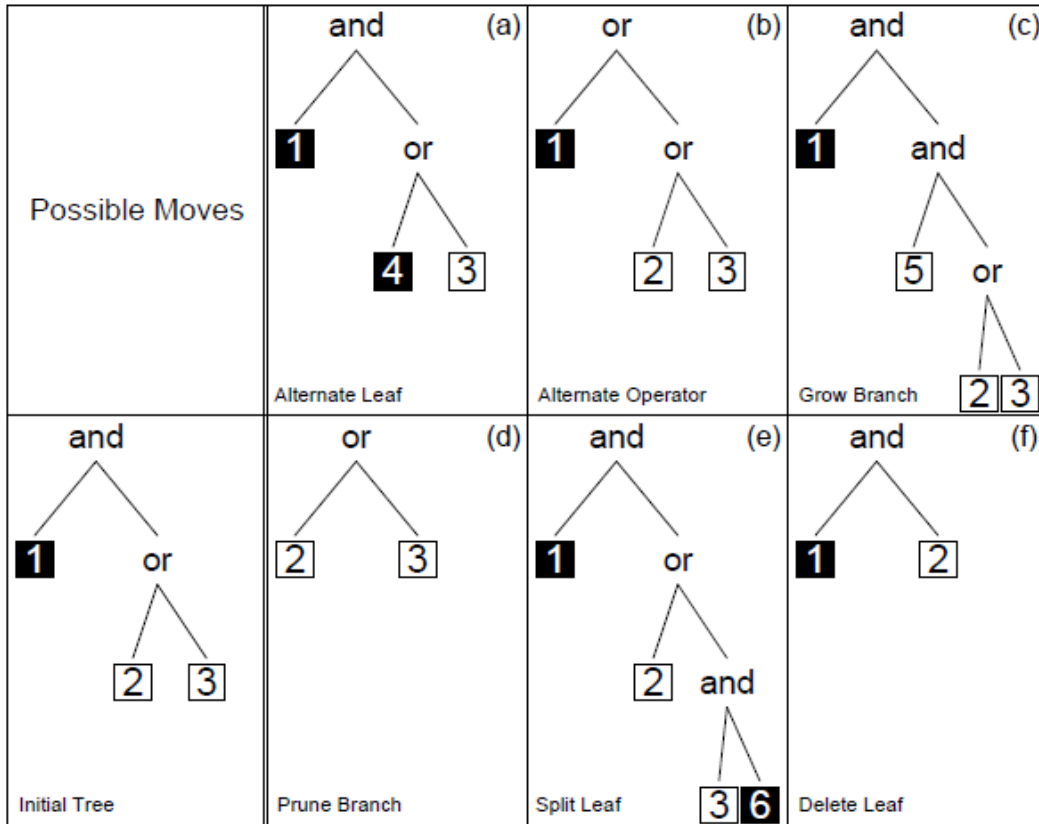 and (a)
1 or
4 3
Alternate Leaf
or (b)
1 or
2 3
Alternate Operator
and (c)
1 and
5 or
2 3
Grow Branch
Possible Moves
and
1 or
2 3
Initial Tree
or (d)
2 3
Prune Branch
and (e)
1 or
2 and
3 6
Split Leaf
and (f)
1 2
Delete Leaf